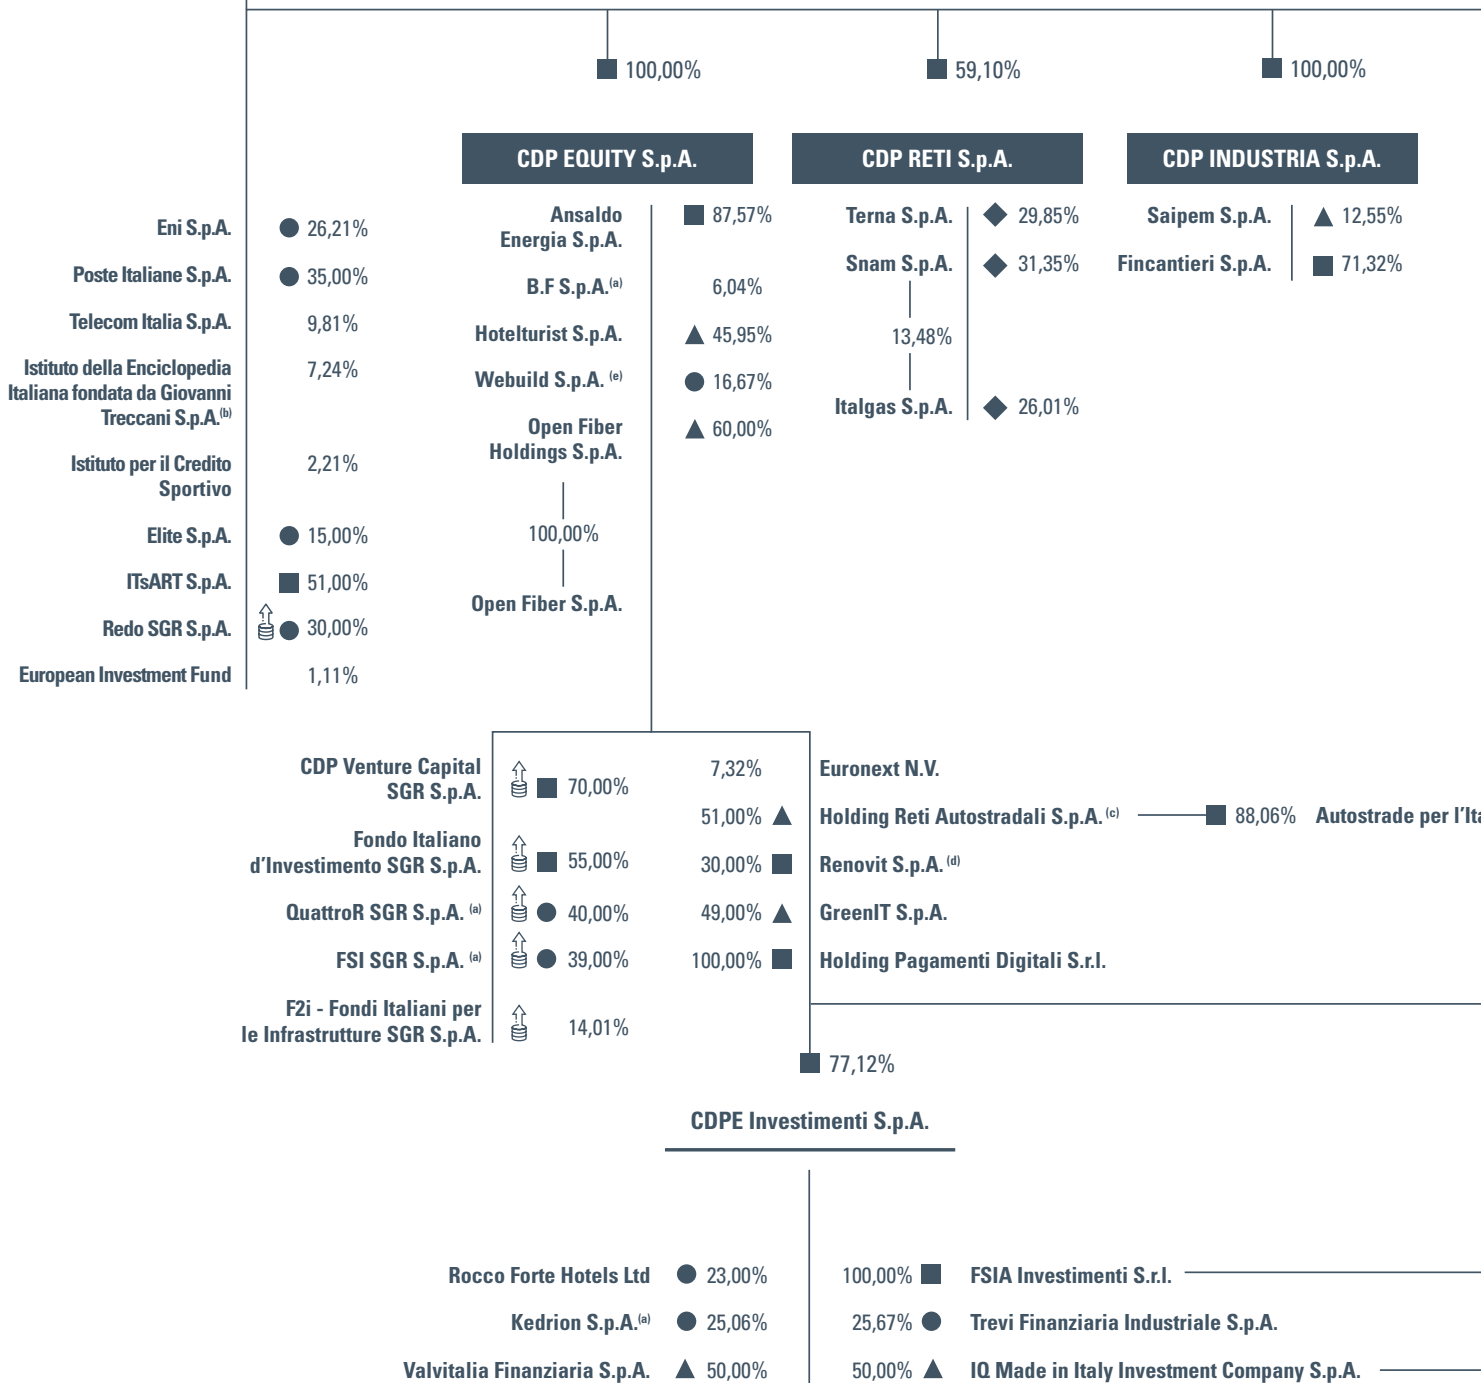 100,00%
59,10%
100,00%
CDP EQUITY S.p.A.
CDP RETI S.p.A.
CDP INDUSTRIA S.p.A.
Eni S.p.A. 26,21%
Poste Italiane S.p.A. 35,00%
Telecom Italia S.p.A. 9,81%
Istituto della Enciclopedia 7,24%
Italiana fondata da Giovanni
Treccani S.p.A.(b)
Istituto per il Credito 2,21%
Sportivo
Elite S.p.A. 15,00%
ITsART S.p.A. 51,00%
Redo SGR S.p.A. 30,00%
European Investment Fund 1,11%
Ansaldo 87,57%
Energia S.p.A.
B.F S.p.A.(a) 6,04%
Hotelturist S.p.A. 45,95%
Webuild S.p.A. (e) 16,67%
Open Fiber 60,00%
Holdings S.p.A.
100,00%
Open Fiber S.p.A.
Terna S.p.A. 29,85%
Snam S.p.A. 31,35%
13,48%
Italgas S.p.A. 26,01%
Saipem S.p.A. 12,55%
Fincantieri S.p.A. 71,32%
CDP Venture Capital
SGR S.p.A. 70,00%
Fondo Italiano
d'Investimento SGR S.p.A. 55,00%
QuattroR SGR S.p.A. (a) 40,00%
FSI SGR S.p.A. (a) 39,00%
F2i - Fondi Italiani per
le Infrastrutture SGR S.p.A. 14,01%
7,32% Euronext N.V.
51,00% Holding Reti Autostradali S.p.A. (c) 88,06% Autostrade per l'Ita
30,00% Renovit S.p.A. (d)
49,00% GreenIT S.p.A.
100,00% Holding Pagamenti Digitali S.r.l.
77,12%
CDPE Investimenti S.p.A.
Rocco Forte Hotels Ltd 23,00%
Kedrion S.p.A.(a) 25,06%
Valvitalia Finanziaria S.p.A. 50,00%
100,00% FSIA Investimenti S.r.l.
25,67% Trevi Finanziaria Industriale S.p.A.
50,00% IQ Made in Italy Investment Company S.p.A.